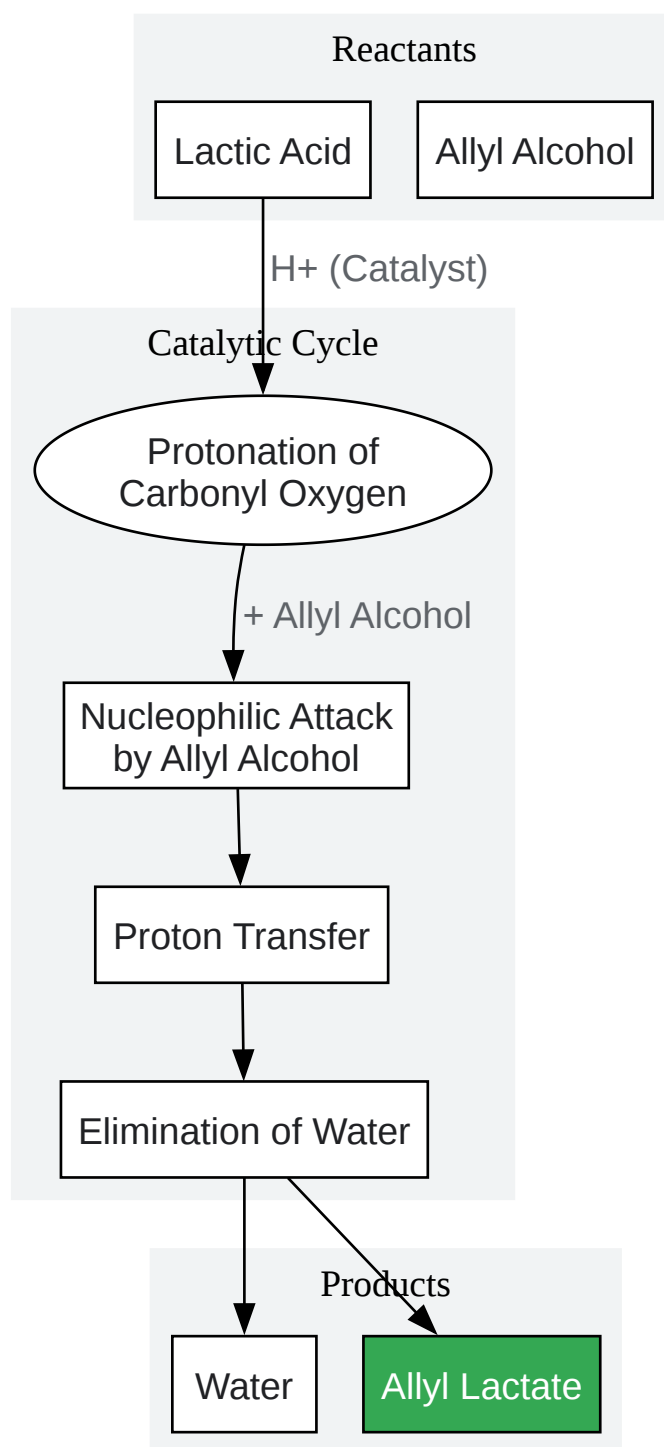 Reactants
Lactic Acid
Allyl Alcohol
H+ (Catalyst)
Catalytic Cycle
Protonation of
Carbonyl Oxygen
+ Allyl Alcohol
Nucleophilic Attack
by Allyl Alcohol
Proton Transfer
Elimination of Water
Products
Water
Allyl Lactate